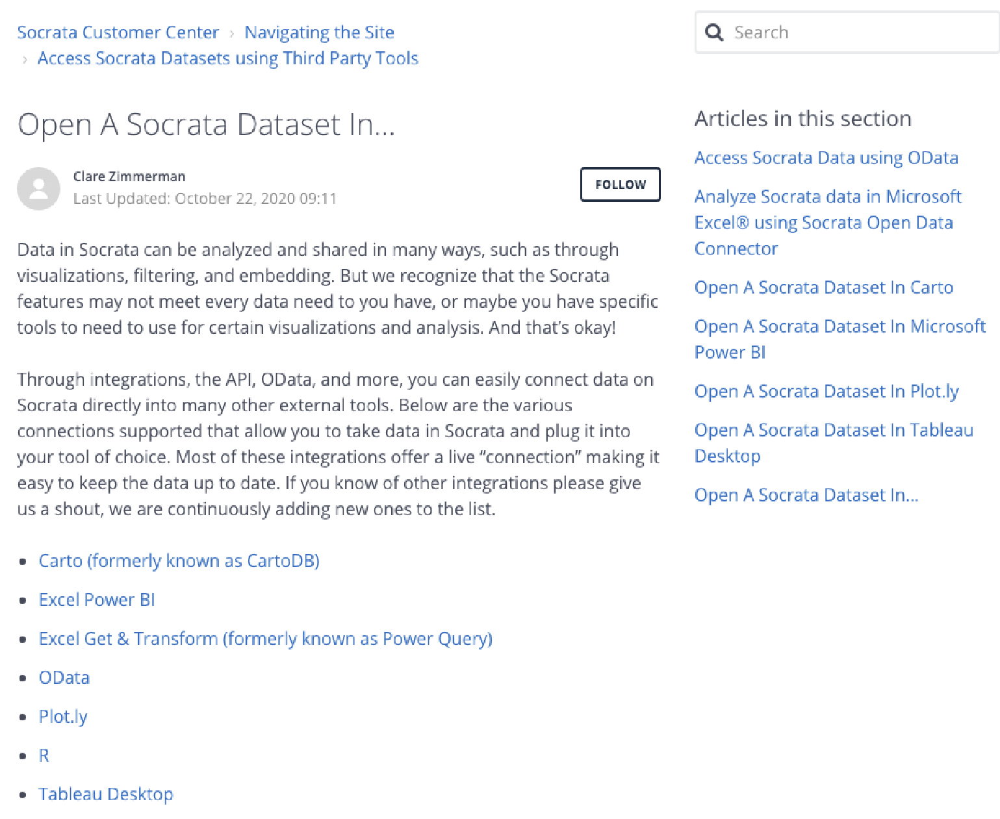 Socrata Customer Center › Navigating the Site
› Access Socrata Datasets using Third Party Tools
Search
Open A Socrata Dataset In...
Clare Zimmerman
Last Updated: October 22, 2020 09:11
FOLLOW
Data in Socrata can be analyzed and shared in many ways, such as through
visualizations, filtering, and embedding. But we recognize that the Socrata
features may not meet every data need to you have, or maybe you have specific
tools to need to use for certain visualizations and analysis. And that’s okay!
Through integrations, the API, OData, and more, you can easily connect data on
Socrata directly into many other external tools. Below are the various
connections supported that allow you to take data in Socrata and plug it into
your tool of choice. Most of these integrations offer a live “connection” making it
easy to keep the data up to date. If you know of other integrations please give
us a shout, we are continuously adding new ones to the list.
• Carto (formerly known as CartoDB)
• Excel Power BI
• Excel Get & Transform (formerly known as Power Query)
• OData
• Plot.ly
• R
• Tableau Desktop
Articles in this section
Access Socrata Data using OData
Analyze Socrata data in Microsoft
Excel® using Socrata Open Data
Connector
Open A Socrata Dataset In Carto
Open A Socrata Dataset In Microsoft
Power BI
Open A Socrata Dataset In Plot.ly
Open A Socrata Dataset In Tableau
Desktop
Open A Socrata Dataset In...